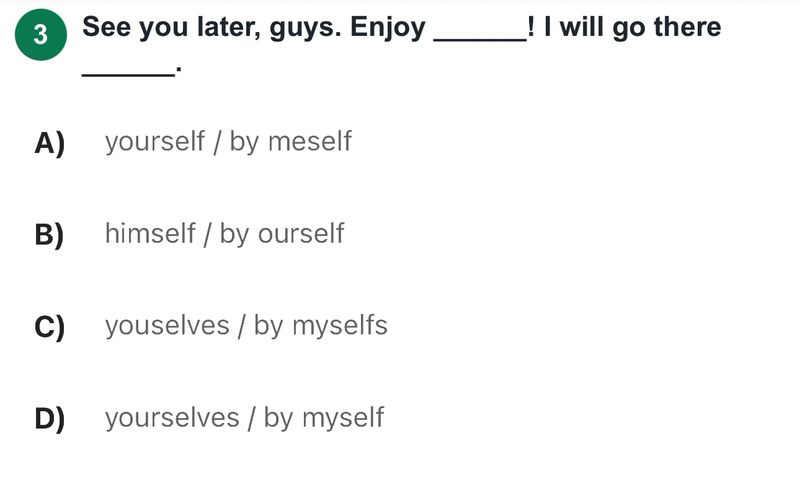 3 See you later, guys. Enjoy ______! I will go there
______.
A) yourself / by meself
B) himself / by ourself
C) youselves / by myselfs
D) yourselves / by myself